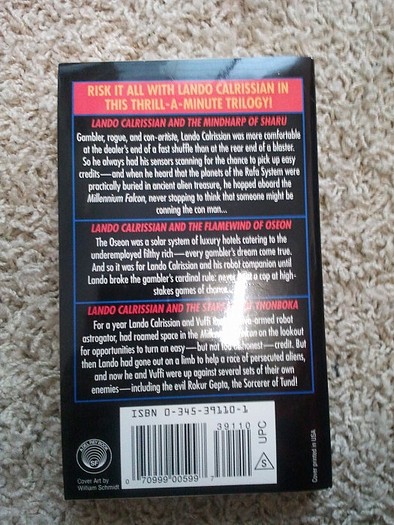 RISK IT ALL WITH LANDO CALRISSIAN IN
THIS THRILL-A-MINUTE TRILOGY!
LANDO CALRISSIAN AND THE MINDHARP OF SHARU
Gambler, rogue, and con-artiste, Lando Calrissian was more comfortable
at the dealer's end of a fast shuffle than at the rear end of a blaster.
So he always had his sensors scanning for the chance to pick up easy
credits—and when he heard that the planets of the Rafa System were
practically buried in ancient alien treasure, he hopped aboard the
Millennium Falcon, never stopping to think that someone might be
conning the con man...
LANDO CALRISSIAN AND THE FLAMEWIND OF OSEON
The Oseon was a solar system of luxury hotels catering to the
underemployed filthy rich—every gambler's dream come true.
And so it was for Lando Calrissian and his robot companion until
Lando broke the gambler's cardinal rule: never a cop at high-
stakes games of
LANDO CALRISSIAN AND THE THONBOKA
For a year Lando Calrissian and Vuffi robot
astrogator, had roamed space in the on the lookout
for opportunities to turn an easy—but not honest—credit. But
then Lando had gone out on a limb to help a race of persecuted aliens,
and now he and Vuffi were up against several sets of their own
enemies—including the evil Rokur Gepta, the Sorcerer of Tund!
ISBN 0-345-39110-1
39110
UPC
S
0 70999 00599 7
A DEL REY BOOK
SF
Cover Art by
William Schmidt
Cover printed in USA